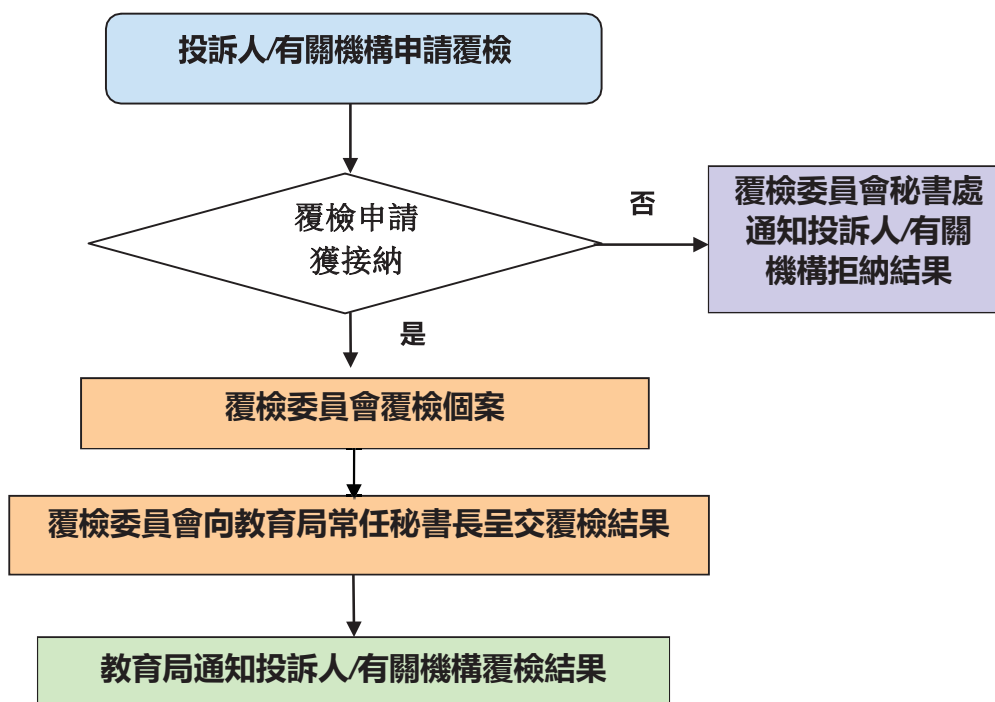 投訴人/有關機構申請覆檢
覆檢申請
獲接納
否
覆檢委員會秘書處
通知投訴人/有關
機構拒納結果
是
覆檢委員會覆檢個案
覆檢委員會向教育局常任秘書長呈交覆檢結果
教育局通知投訴人/有關機構覆檢結果